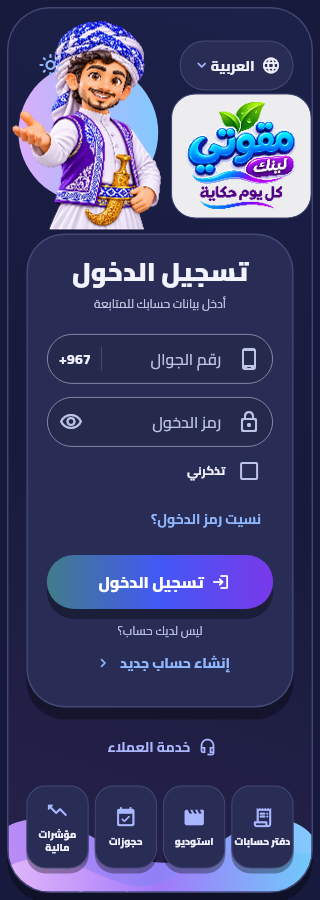 العربية
مقوتي
لينك
كل يوم حكاية
تسجيل الدخول
أدخل بيانات حسابك للمتابعة
رقم الجوال
+967
رمز الدخول
تذكرني
نسيت رمز الدخول؟
تسجيل الدخول
ليس لديك حساب؟
إنشاء حساب جديد
خدمة العملاء
دفتر حسابات
استوديو
حجوزات
مؤشرات
مالية